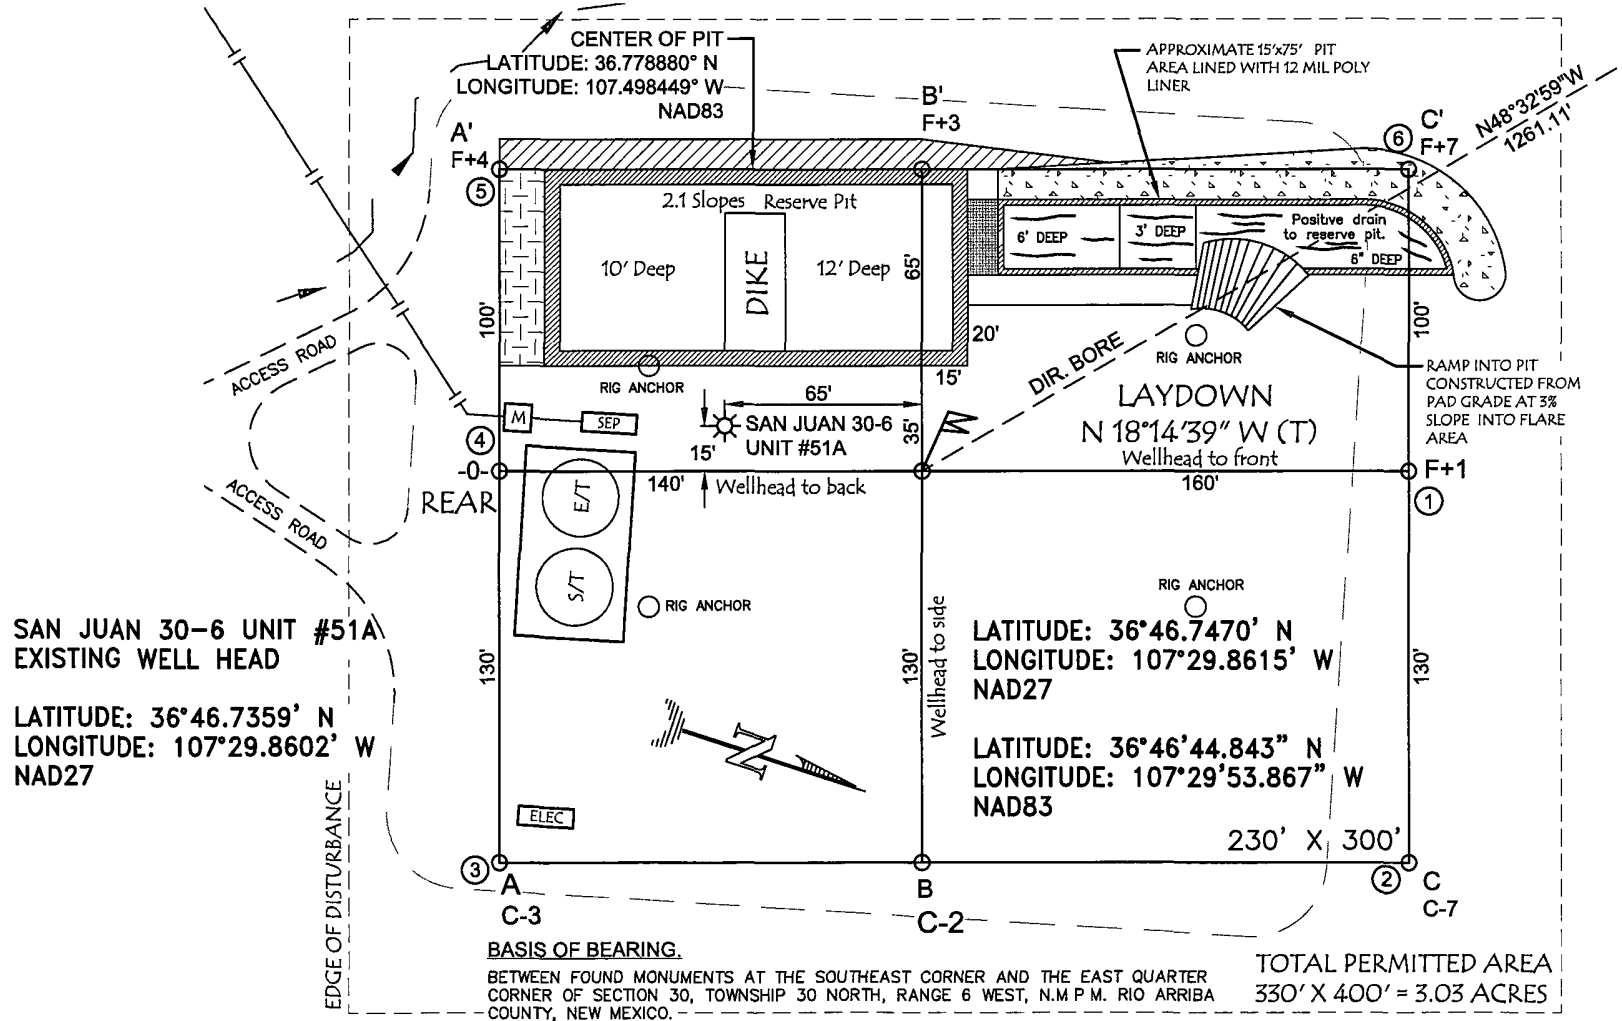 CENTER OF PIT
LATITUDE: 36.778880° N
LONGITUDE: 107.498449° W
NAD83
APPROXIMATE 15'x75' PIT
AREA LINED WITH 12 MIL POLY
LINER
N48°32'59"W
1261.11'
A'
F+4
5
B'
F+3
6
C'
F+7
2.1 Slopes Reserve Pit
10' Deep
DIKE
12' Deep
65'
6' DEEP
3' DEEP
Positive drain
to reserve pit.
6" DEEP
100'
100'
20'
15'
RIG ANCHOR
RIG ANCHOR
DIR. BORE
RAMP INTO PIT
CONSTRUCTED FROM
PAD GRADE AT 3%
SLOPE INTO FLARE
AREA
ACCESS ROAD
ACCESS ROAD
M
SEP
65'
SAN JUAN 30-6
UNIT #51A
15'
35'
LAYDOWN
N 18°14'39" W (T)
Wellhead to front
4
-0-
REAR
140'
Wellhead to back
160'
F+1
1
E/T
S/T
RIG ANCHOR
RIG ANCHOR
SAN JUAN 30-6 UNIT #51A
EXISTING WELL HEAD
LATITUDE: 36°46.7359' N
LONGITUDE: 107°29.8602' W
NAD27
130'
130'
Wellhead to side
130'
LATITUDE: 36°46.7470' N
LONGITUDE: 107°29.8615' W
NAD27
LATITUDE: 36°46'44.843" N
LONGITUDE: 107°29'53.867" W
NAD83
N
ELEC
230' X 300'
EDGE OF DISTURBANCE
3
A
C-3
B
C-2
2
C
C-7
BASIS OF BEARING.
BETWEEN FOUND MONUMENTS AT THE SOUTHEAST CORNER AND THE EAST QUARTER
CORNER OF SECTION 30, TOWNSHIP 30 NORTH, RANGE 6 WEST, N.M P M. RIO ARRIBA
COUNTY, NEW MEXICO.
TOTAL PERMITTED AREA
330' X 400' = 3.03 ACRES